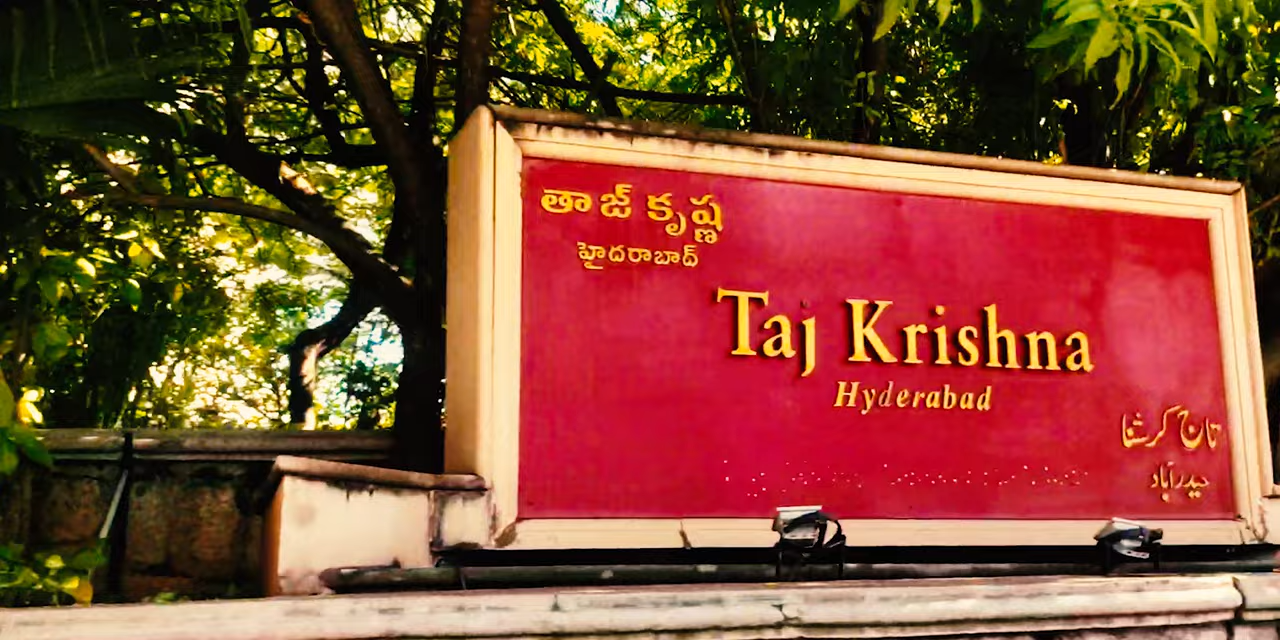 తాజ్ కృష్ణ
హైదరాబాద్
Taj Krishna
Hyderabad
تاج کرشنا
حیدرآباد